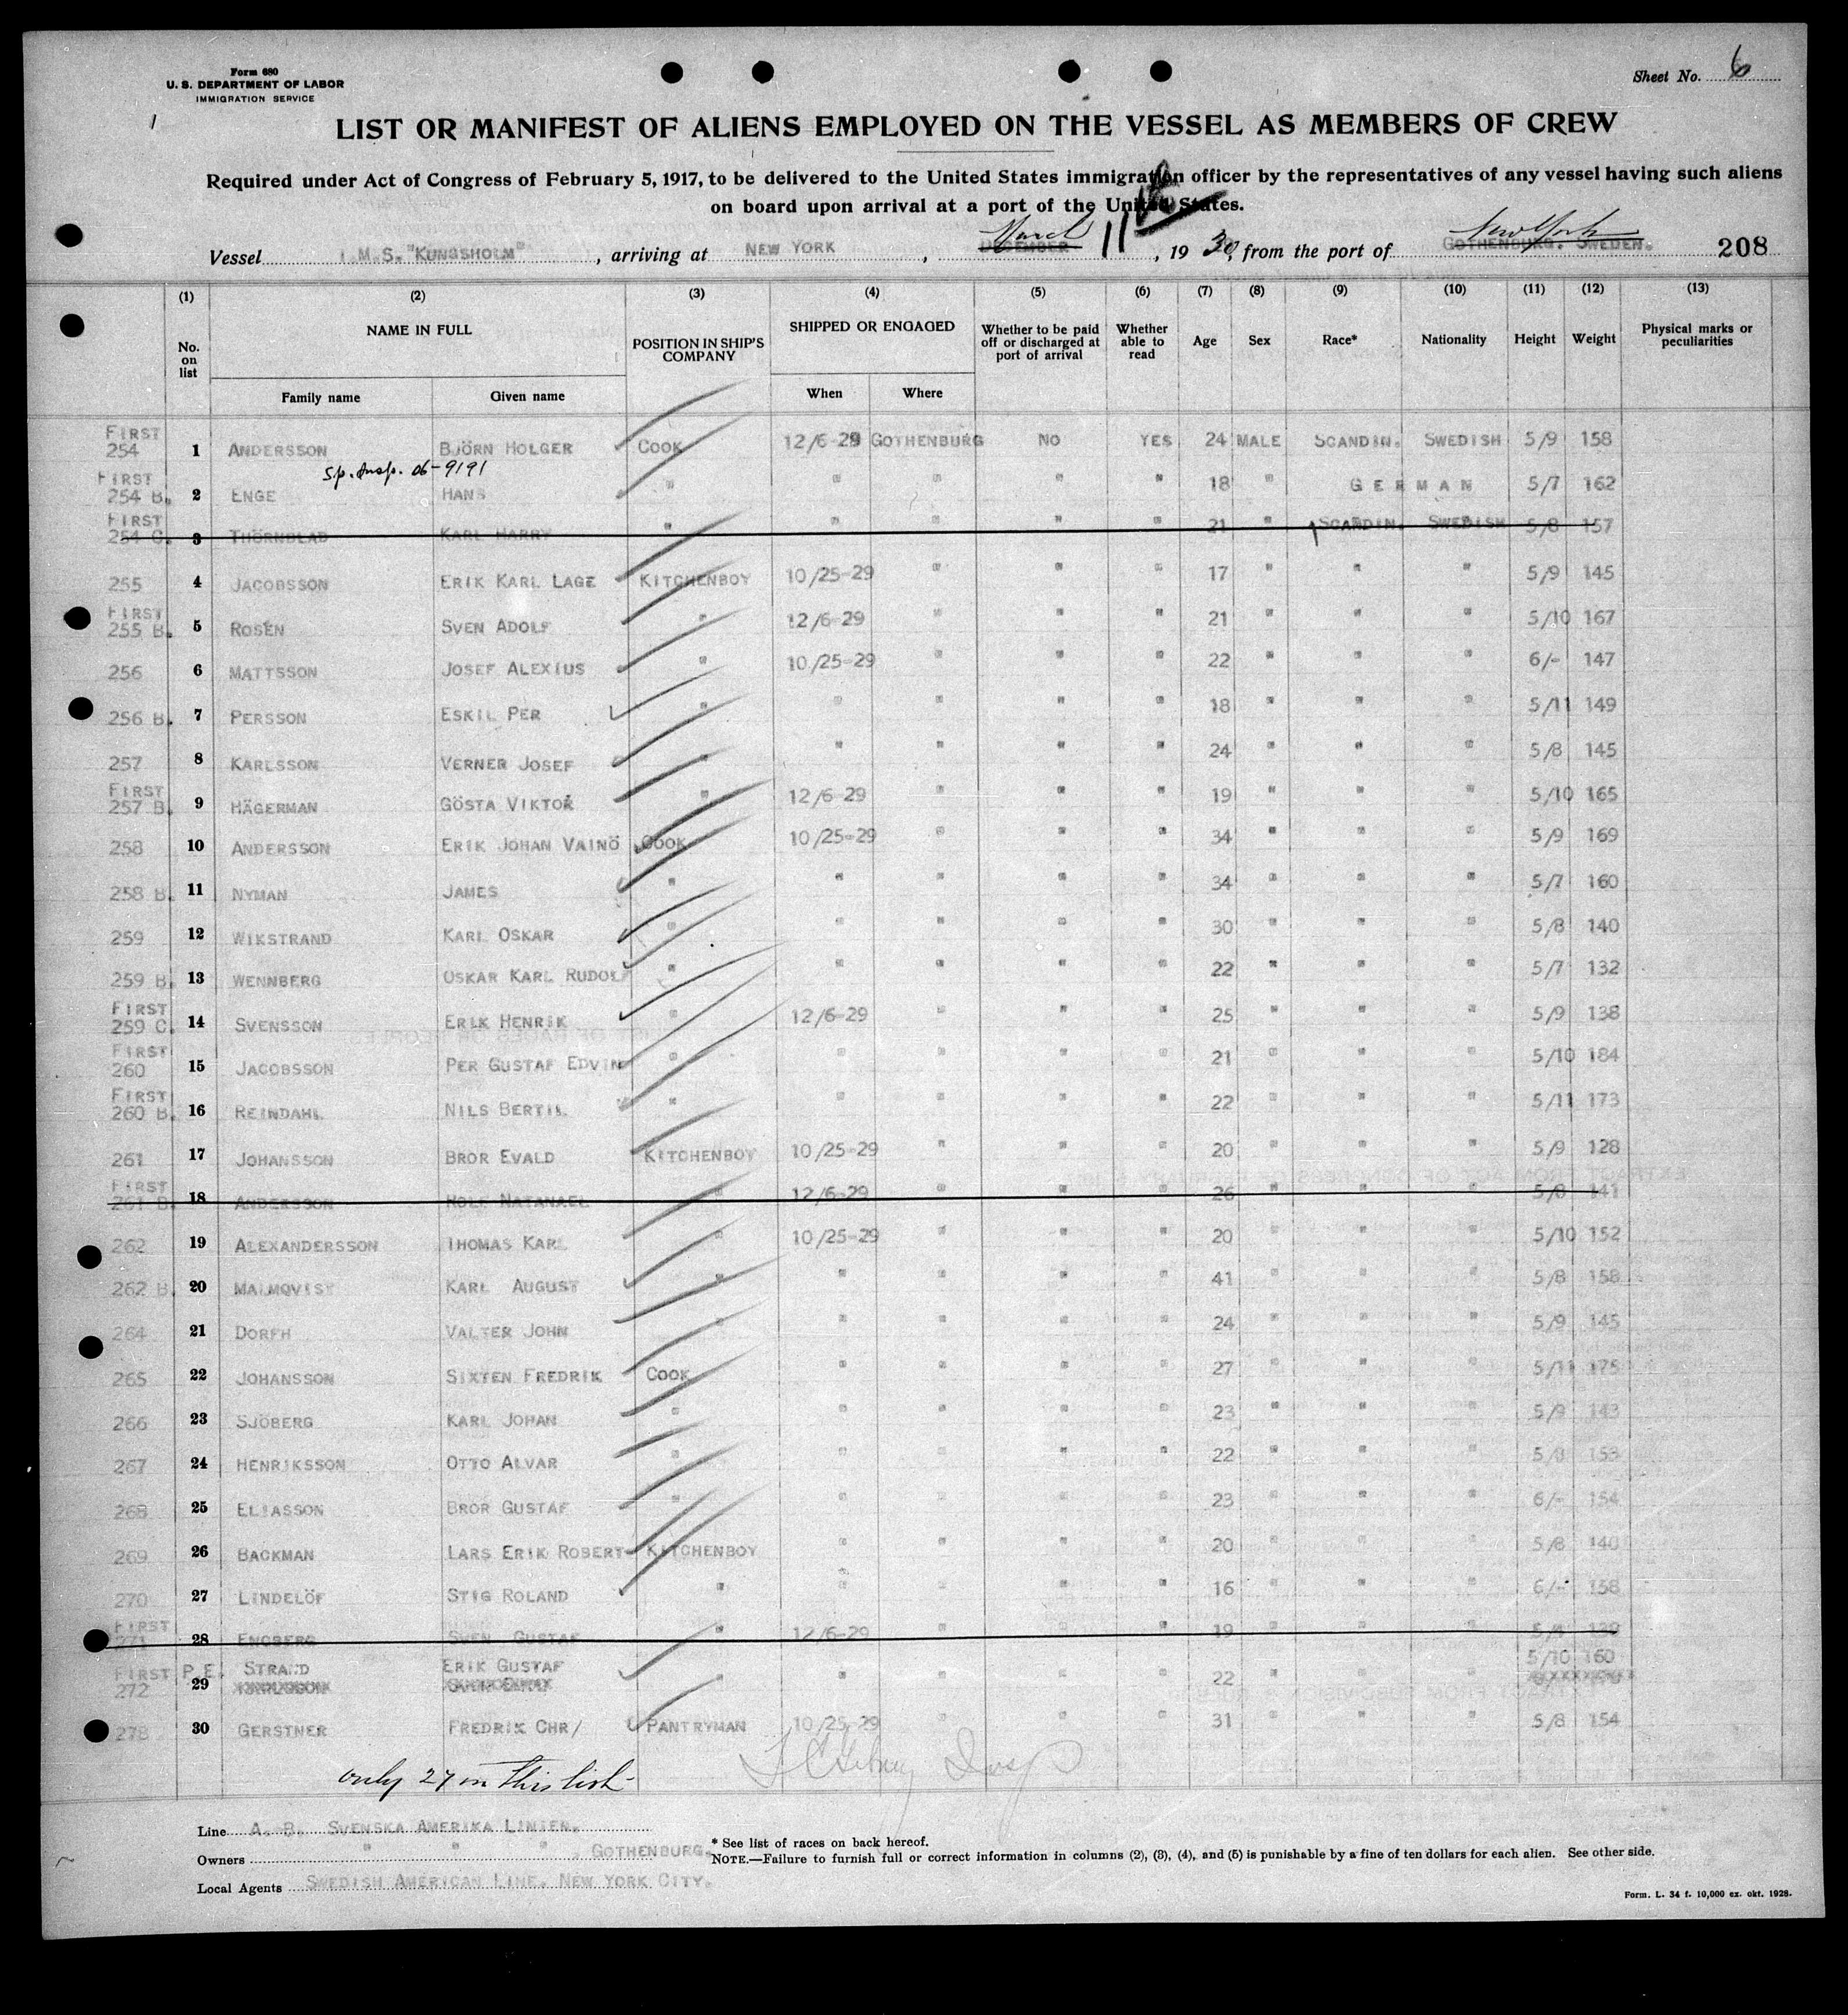 Form 680
U. S. DEPARTMENT OF LABOR
IMMIGRATION SERVICE
Sheet No. 6
LIST OR MANIFEST OF ALIENS EMPLOYED ON THE VESSEL AS MEMBERS OF CREW
Required under Act of Congress of February 5, 1917, to be delivered to the United States immigration officer by the representatives of any vessel having such aliens
on board upon arrival at a port of the United States.
Vessel M.S. "KUNGSHOLM", arriving at NEW YORK, DECEMBER March 11th, 1930, from the port of GOTHENBURG. SWEDEN. New York 208
(1) (2) (3) (4) (5) (6) (7) (8) (9) (10) (11) (12) (13)
No. on list NAME IN FULL POSITION IN SHIP'S COMPANY SHIPPED OR ENGAGED Whether to be paid off or discharged at port of arrival Whether able to read Age Sex Race* Nationality Height Weight Physical marks or peculiarities
Family name Given name When Where
FIRST 254 1 ANDERSSON BJÖRN HOLGER COOK 12/6-29 GOTHENBURG NO YES 24 MALE SCANDIN. SWEDISH 5/9 158
Sp. Insp. 06-9191
FIRST 254 B. 2 ENGE HANS " " " " " 18 " GERMAN 5/7 162
FIRST 254 C. 3 THÖRNBLAD KARL HARRY " " " " " 21 " SCANDIN. SWEDISH 5/8 157
255 4 JACOBSSON ERIK KARL LAGE KITCHENBOY 10/25-29 " " " 17 " " " 5/9 145
FIRST 255 B. 5 ROSÉN SVEN ADOLF " 12/6-29 " " " 21 " " " 5/10 167
256 6 MATTSSON JOSEF ALEXIUS " 10/25-29 " " " 22 " " " 6/- 147
256 B. 7 PERSSON ESKIL PER " " " " " 18 " " " 5/11 149
257 8 KARLSSON VERNER JOSEF " " " " " 24 " " " 5/8 145
FIRST 257 B. 9 HÄGERMAN GÖSTA VIKTOR " 12/6-29 " " " 19 " " " 5/10 165
258 10 ANDERSSON ERIK JOHAN VAINÖ COOK 10/25-29 " " " 34 " " " 5/9 169
258 B. 11 NYMAN JAMES " " " " " 34 " " " 5/7 160
259 12 WIKSTRAND KARL OSKAR " " " " " 30 " " " 5/8 140
259 B. 13 WENNBERG OSKAR KARL RUDOLF " " " " " 22 " " " 5/7 132
FIRST 259 C. 14 SVENSSON ERIK HENRIK " 12/6-29 " " " 25 " " " 5/9 138
FIRST 260 15 JACOBSSON PER GUSTAF EDVIN " " " " " 21 " " " 5/10 184
FIRST 260 B. 16 REINDAHL NILS BERTIL " " " " " 22 " " " 5/11 173
261 17 JOHANSSON BROR EVALD KITCHENBOY 10/25-29 " " " 20 " " " 5/9 128
FIRST 261 B. 18 ANDERSSON ROLF NATANAEL " 12/6-29 " " " 26 " " " 5/8 141
262 19 ALEXANDERSSON THOMAS KARL " 10/25-29 " " " 20 " " " 5/10 152
262 B. 20 MALMQVIST KARL AUGUST " " " " " 41 " " " 5/8 158
264 21 DORFH VALTER JOHN " " " " " 24 " " " 5/9 145
265 22 JOHANSSON SIXTEN FREDRIK COOK " " " " 27 " " " 5/11 175
266 23 SJÖBERG KARL JOHAN " " " " " 23 " " " 5/9 143
267 24 HENRIKSSON OTTO ALVAR " " " " " 22 " " " 5/8 153
268 25 ELIASSON BROR GUSTAF " " " " " 23 " " " 6/- 154
269 26 BACKMAN LARS ERIK ROBERT KITCHENBOY " " " " 20 " " " 5/8 140
270 27 LINDELÖF STIG ROLAND " " " " " 16 " " " 6/- 158
FIRST 271 28 ENGBERG SVEN GUSTAF " 12/6-29 " " " 19 " " "
FIRST 272 P.E. 29 STRAND ERIK GUSTAF " " " " " 22 " " " 5/10 160
278 30 GERSTNER FREDRIK CHR/ PANTRYMAN 10/25-29 " " " 31 " " " 5/8 154
only 27 on this list
Insp
Line A. B. SVENSKA AMERIKA LINIEN.
Owners " " " , GOTHENBURG.
Local Agents SWEDISH AMERICAN LINE. NEW YORK CITY.
* See list of races on back hereof.
NOTE.—Failure to furnish full or correct information in columns (2), (3), (4), and (5) is punishable by a fine of ten dollars for each alien. See other side.
Form. L. 34 f. 10,000 ex. okt. 1928.